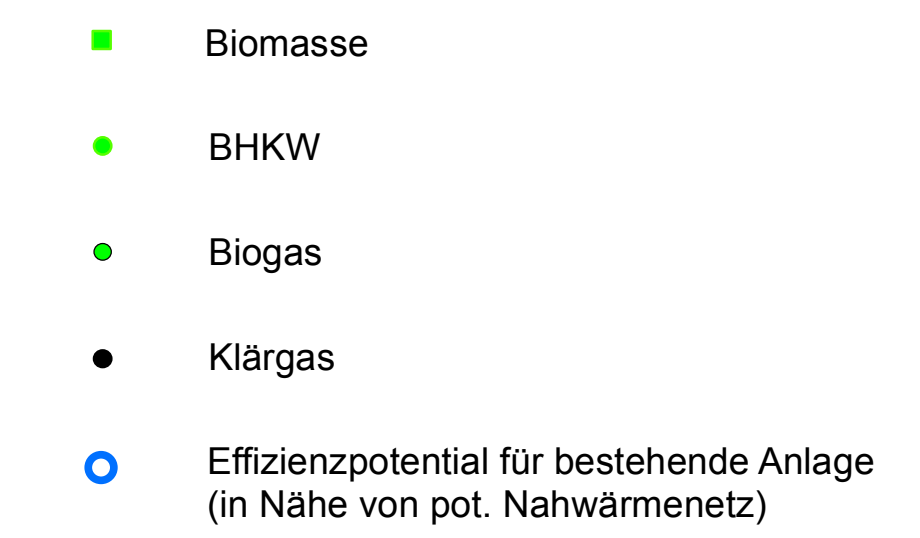 Biomasse
BHKW
Biogas
Klärgas
Effizienzpotential für bestehende Anlage
(in Nähe von pot. Nahwärmenetz)